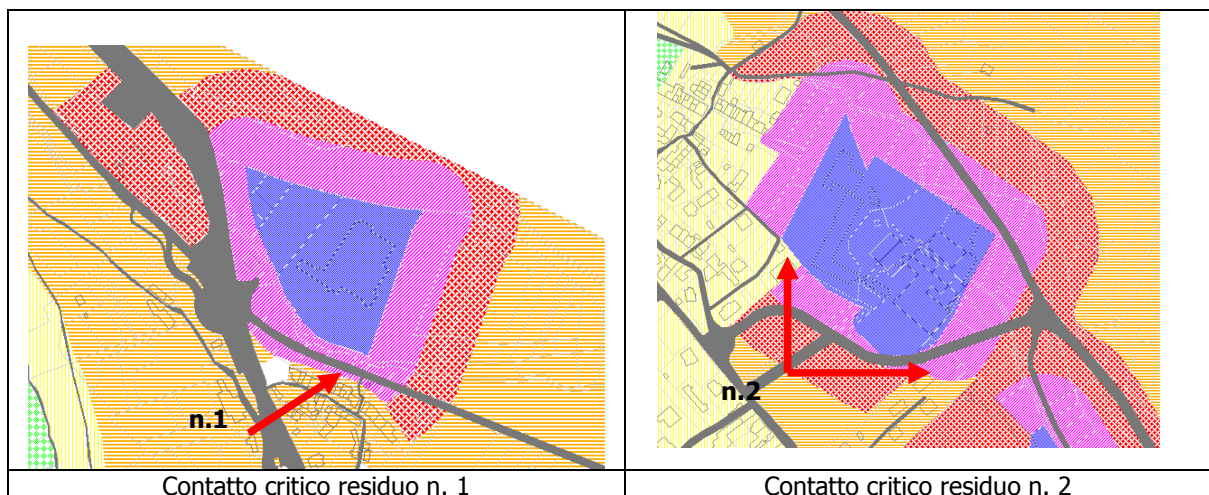 n.1
n.2
Contatto critico residuo n. 1
Contatto critico residuo n. 2